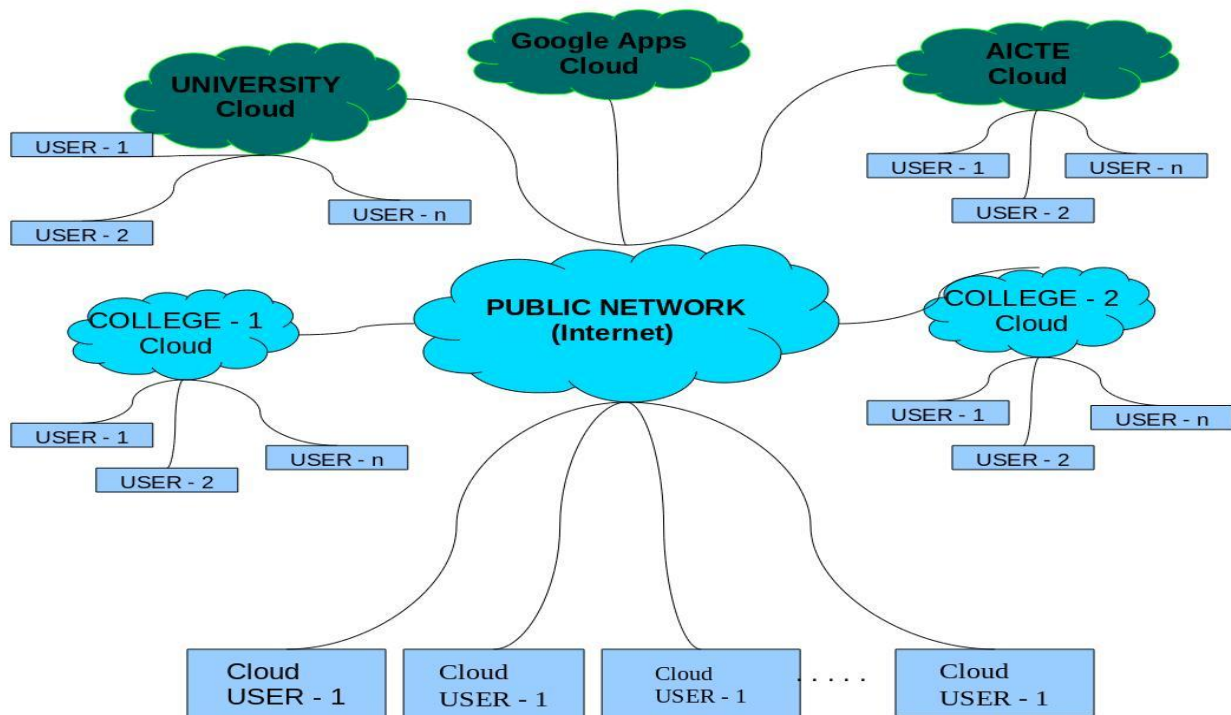 Google Apps
Cloud
UNIVERSITY
Cloud
AICTE
Cloud
USER - 1
USER - 2
USER - n
USER - 1
USER - n
USER - 2
PUBLIC NETWORK
(Internet)
COLLEGE - 1
Cloud
COLLEGE - 2
Cloud
USER - 1
USER - n
USER - 2
USER - 1
USER - n
USER - 2
Cloud
USER - 1
Cloud
USER - 1
Cloud
USER - 1
. . . . .
Cloud
USER - 1